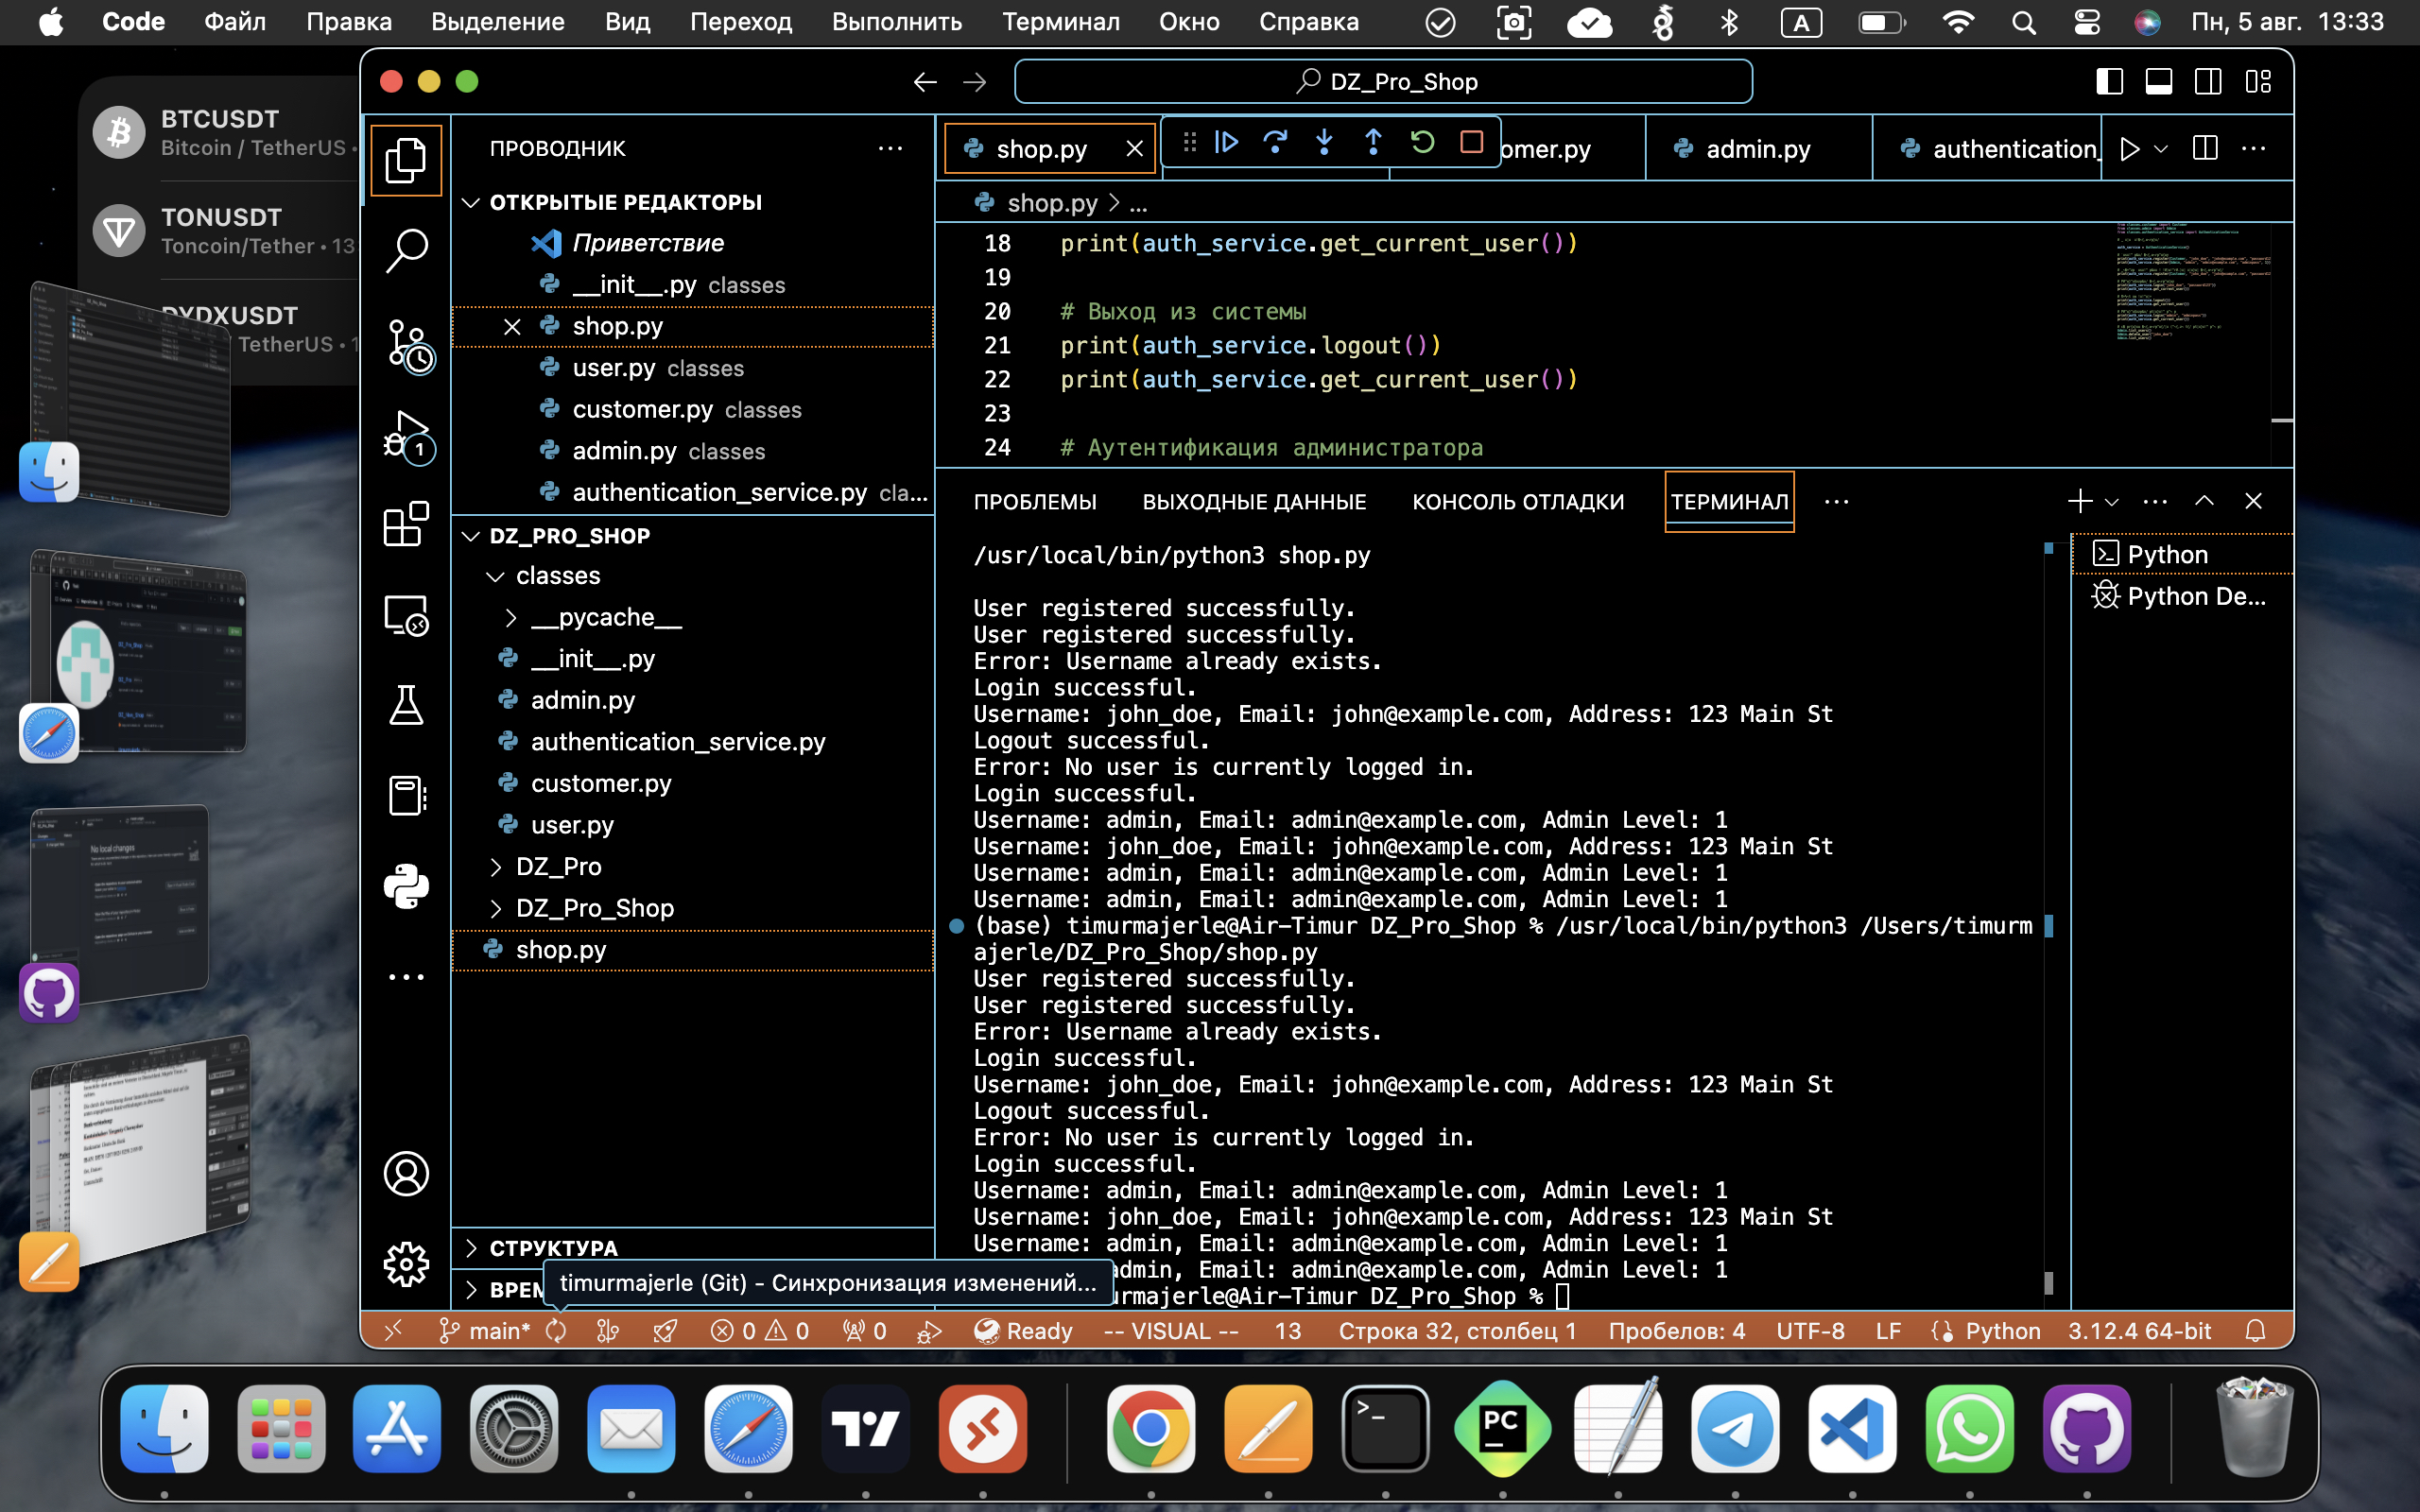 Code Файл Правка Выделение Вид Переход Выполнить Терминал Окно Справка A Пн, 5 авг. 13:33
BTCUSDT
Bitcoin / TetherUS •
TONUSDT
Toncoin/Tether • 13
DYDXUSDT
TetherUS • 1
No local changes
DZ_Pro_Shop
ПРОВОДНИК
ОТКРЫТЫЕ РЕДАКТОРЫ
Приветствие
__init__.py classes
shop.py
user.py classes
customer.py classes
admin.py classes
authentication_service.py cla...
DZ_PRO_SHOP
classes
__pycache__
__init__.py
admin.py
authentication_service.py
customer.py
user.py
DZ_Pro
DZ_Pro_Shop
shop.py
СТРУКТУРА
ВРЕМ
timurmajerle (Git) - Синхронизация изменений...
1
shop.py omer.py admin.py authentication_
shop.py > ...
18 print(auth_service.get_current_user())
19
20 # Выход из системы
21 print(auth_service.logout())
22 print(auth_service.get_current_user())
23
24 # Аутентификация администратора
ПРОБЛЕМЫ ВЫХОДНЫЕ ДАННЫЕ КОНСОЛЬ ОТЛАДКИ ТЕРМИНАЛ
/usr/local/bin/python3 shop.py
User registered successfully.
User registered successfully.
Error: Username already exists.
Login successful.
Username: john_doe, Email: john@example.com, Address: 123 Main St
Logout successful.
Error: No user is currently logged in.
Login successful.
Username: admin, Email: admin@example.com, Admin Level: 1
Username: john_doe, Email: john@example.com, Address: 123 Main St
Username: admin, Email: admin@example.com, Admin Level: 1
Username: admin, Email: admin@example.com, Admin Level: 1
(base) timurmajerle@Air-Timur DZ_Pro_Shop % /usr/local/bin/python3 /Users/timurm
ajerle/DZ_Pro_Shop/shop.py
User registered successfully.
User registered successfully.
Error: Username already exists.
Login successful.
Username: john_doe, Email: john@example.com, Address: 123 Main St
Logout successful.
Error: No user is currently logged in.
Login successful.
Username: admin, Email: admin@example.com, Admin Level: 1
Username: john_doe, Email: john@example.com, Address: 123 Main St
Username: admin, Email: admin@example.com, Admin Level: 1
dmin, Email: admin@example.com, Admin Level: 1
urmajerle@Air-Timur DZ_Pro_Shop %
Python
Python De...
main* 0 0 0 Ready -- VISUAL -- 13 Строка 32, столбец 1 Пробелов: 4 UTF-8 LF Python 3.12.4 64-bit
PC